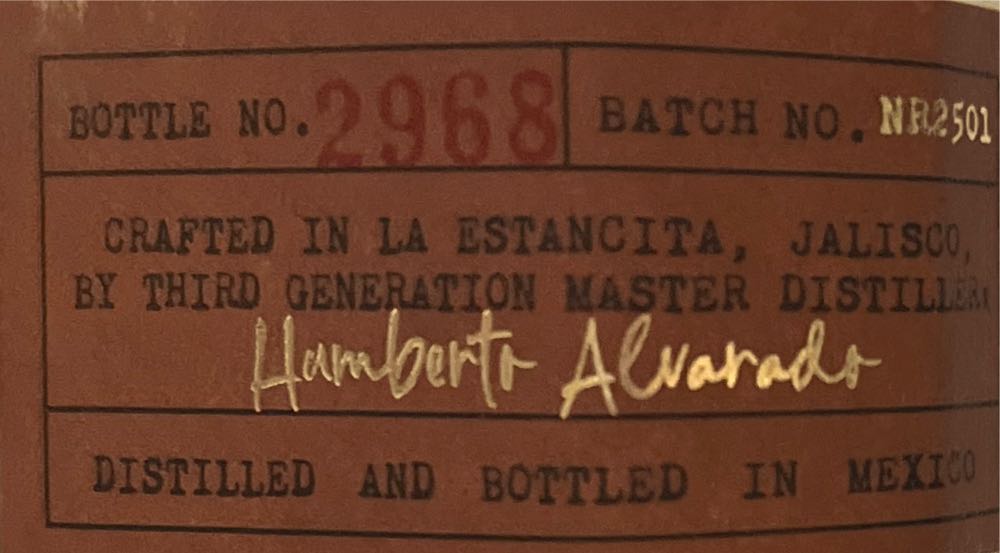 BOTTLE NO. 2968 BATCH NO. NR2501
CRAFTED IN LA ESTANCITA, JALISCO,
BY THIRD GENERATION MASTER DISTILLER
Humberto Alvarado
DISTILLED AND BOTTLED IN MEXICO